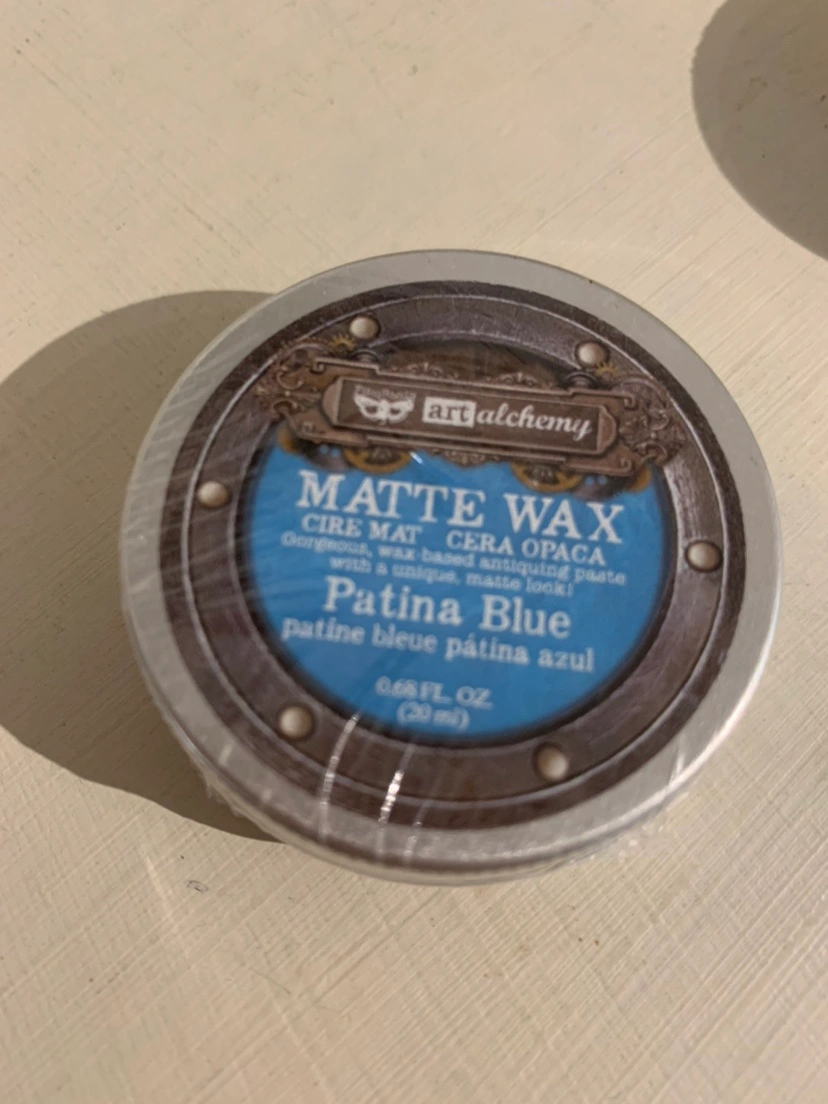 art alchemy
MATTE WAX
CIRE MAT CERA OPACA
Gorgeous, wax-based antiquing paste
with a unique, matte look!
Patina Blue
patine bleue pátina azul
0.68 FL. OZ.
(20 ml)